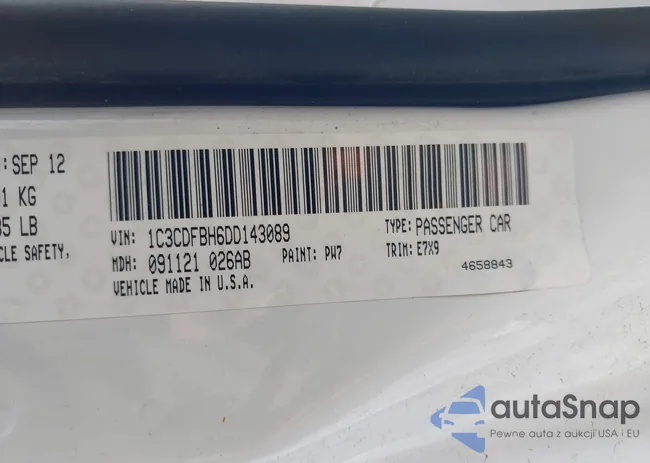 :SEP 12
1 KG
5 LB
CLE SAFETY,
VIN: 1C3CDFBH6DD143089
TYPE: PASSENGER CAR
MDH: 091121 026AB
PAINT: PW7
TRIM: E7X9
VEHICLE MADE IN U.S.A.
4658843
autaSnap
Pewne auta z aukcji USA i EU